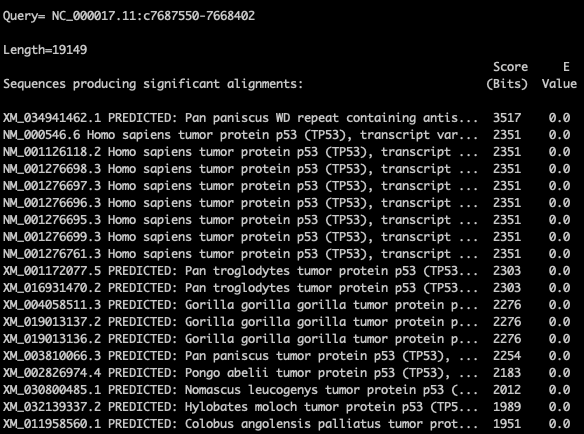 Query= NC_000017.11:c7687550-7668402
Length=19149
Score E
Sequences producing significant alignments: (Bits) Value
XM_034941462.1 PREDICTED: Pan paniscus WD repeat containing antis... 3517 0.0
NM_000546.6 Homo sapiens tumor protein p53 (TP53), transcript var... 2351 0.0
NM_001126118.2 Homo sapiens tumor protein p53 (TP53), transcript ... 2351 0.0
NM_001276698.3 Homo sapiens tumor protein p53 (TP53), transcript ... 2351 0.0
NM_001276697.3 Homo sapiens tumor protein p53 (TP53), transcript ... 2351 0.0
NM_001276696.3 Homo sapiens tumor protein p53 (TP53), transcript ... 2351 0.0
NM_001276695.3 Homo sapiens tumor protein p53 (TP53), transcript ... 2351 0.0
NM_001276699.3 Homo sapiens tumor protein p53 (TP53), transcript ... 2351 0.0
NM_001276761.3 Homo sapiens tumor protein p53 (TP53), transcript ... 2351 0.0
XM_001172077.5 PREDICTED: Pan troglodytes tumor protein p53 (TP53... 2303 0.0
XM_016931470.2 PREDICTED: Pan troglodytes tumor protein p53 (TP53... 2303 0.0
XM_004058511.3 PREDICTED: Gorilla gorilla gorilla tumor protein p... 2276 0.0
XM_019013137.2 PREDICTED: Gorilla gorilla gorilla tumor protein p... 2276 0.0
XM_019013136.2 PREDICTED: Gorilla gorilla gorilla tumor protein p... 2276 0.0
XM_003810066.3 PREDICTED: Pan paniscus tumor protein p53 (TP53), ... 2254 0.0
XM_002826974.4 PREDICTED: Pongo abelii tumor protein p53 (TP53), ... 2183 0.0
XM_030800485.1 PREDICTED: Nomascus leucogenys tumor protein p53 (... 2012 0.0
XM_032139337.2 PREDICTED: Hylobates moloch tumor protein p53 (TP5... 1989 0.0
XM_011958560.1 PREDICTED: Colobus angolensis palliatus tumor prot... 1951 0.0